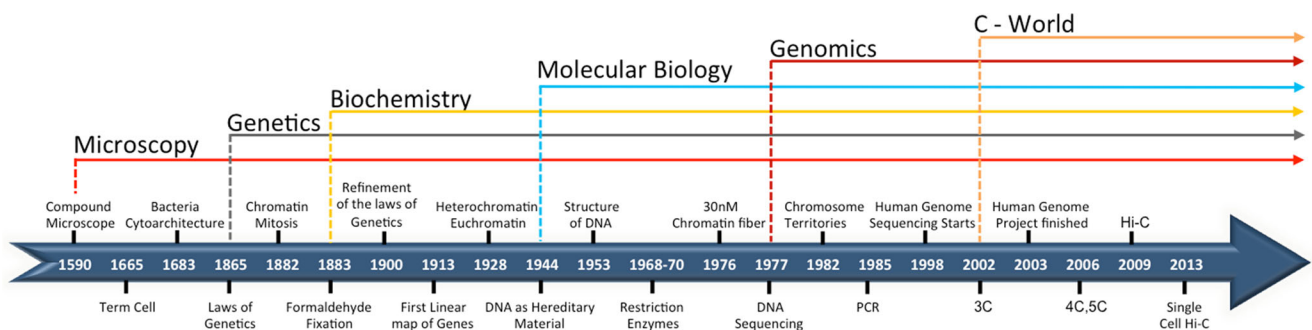 C - World
Genomics
Molecular Biology
Biochemistry
Genetics
Microscopy
Compound
Microscope
Bacteria
Cytoarchitecture
Chromatin
Mitosis
Refinement
of the laws of
Genetics
Heterochromatin
Euchromatin
Structure
of DNA
30nM
Chromatin fiber
Chromosome
Territories
Human Genome
Sequencing Starts
Human Genome
Project finished
Hi-C
1590 1665 1683 1865 1882 1883 1900 1913 1928 1944 1953 1968-70 1976 1977 1982 1985 1998 2002 2003 2006 2009 2013
Term Cell
Laws of
Genetics
Formaldehyde
Fixation
First Linear
map of Genes
DNA as Hereditary
Material
Restriction
Enzymes
DNA
Sequencing
PCR
3C
4C,5C
Single
Cell Hi-C